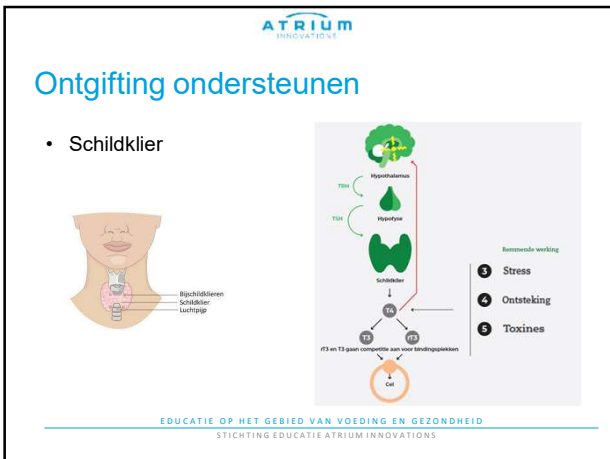 ATRIUM
INNOVATIONS
Ontgifting ondersteunen
• Schildklier
Bijschildklieren
Schildklier
Luchtpijp
Hypothalamus
TRH
Hypofyse
TSH
Schildklier
T4
T3
rT3
rT3 en T3 gaan competitie aan voor bindingsplekken
Cel
Remmende werking
3 Stress
4 Ontsteking
5 Toxines
EDUCATIE OP HET GEBIED VAN VOEDING EN GEZONDHEID
STICHTING EDUCATIE ATRIUM INNOVATIONS